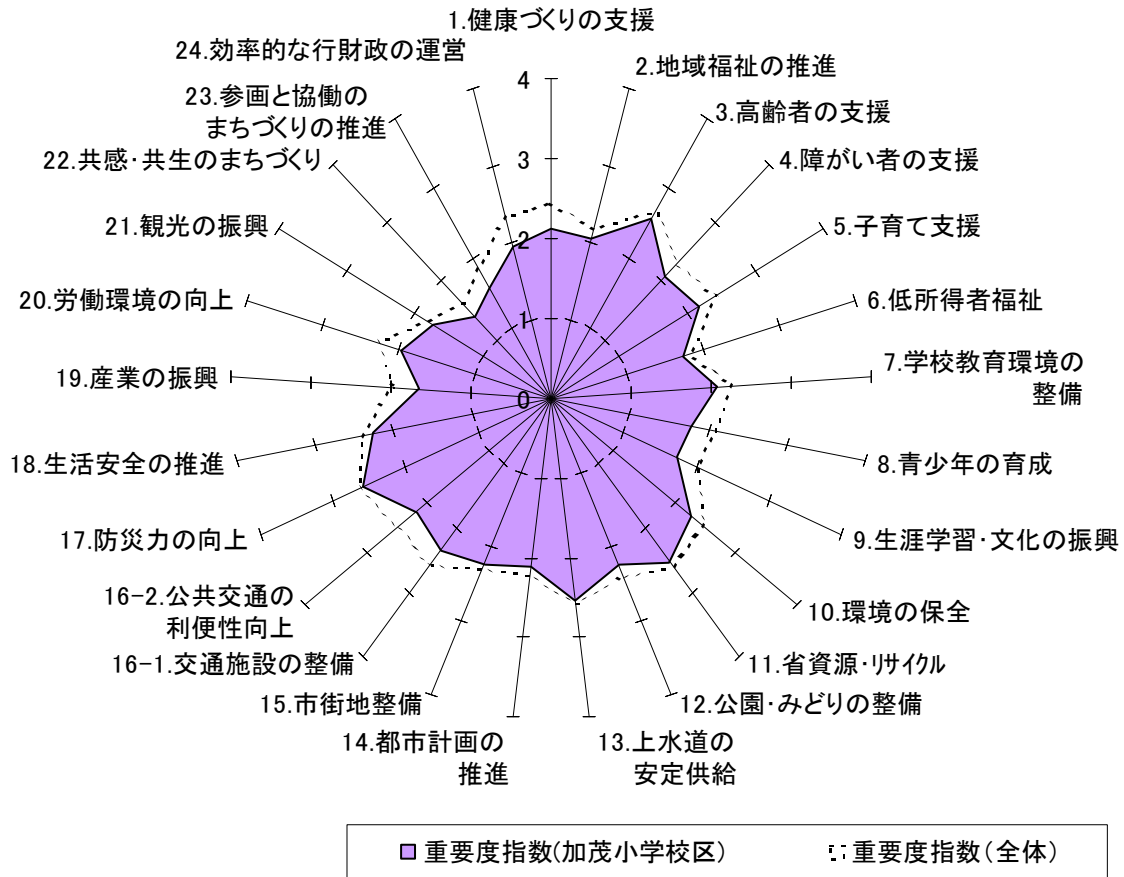 1.健康づくりの支援
2.地域福祉の推進
3.高齢者の支援
4.障がい者の支援
5.子育て支援
6.低所得者福祉
7.学校教育環境の
整備
8.青少年の育成
9.生涯学習・文化の振興
10.環境の保全
11.省資源・リサイクル
12.公園・みどりの整備
13.上水道の
安定供給
14.都市計画の
推進
15.市街地整備
16-1.交通施設の整備
16-2.公共交通の
利便性向上
17.防災力の向上
18.生活安全の推進
19.産業の振興
20.労働環境の向上
21.観光の振興
22.共感・共生のまちづくり
23.参画と協働の
まちづくりの推進
24.効率的な行財政の運営
4
3
2
1
0
重要度指数(加茂小学校区)
重要度指数(全体)